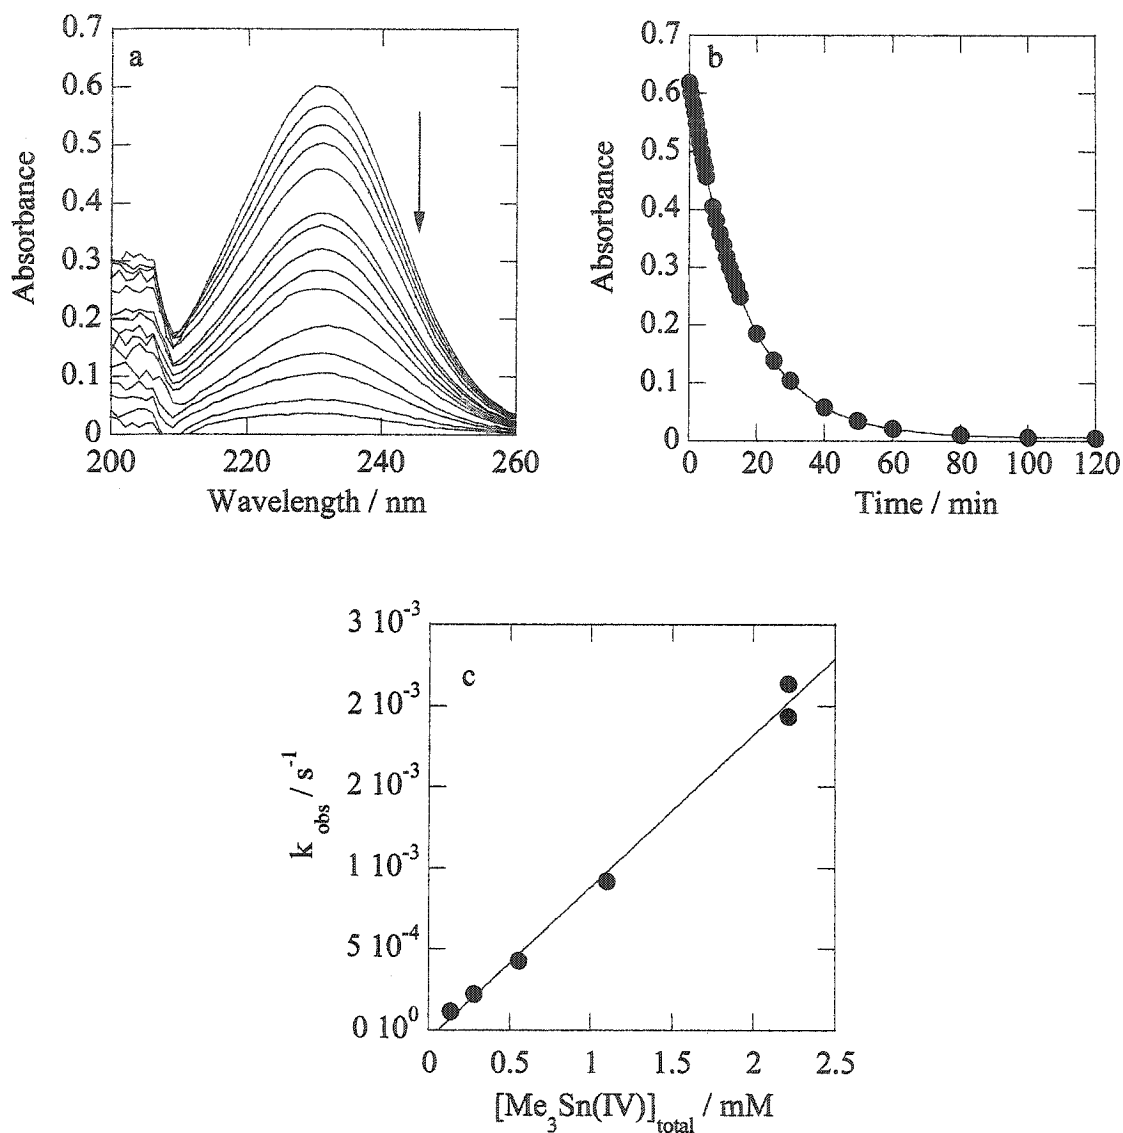 a
0.7
0.6
0.5
0.4
0.3
0.2
0.1
0
Absorbance
200 220 240 260
Wavelength / nm
b
0.7
0.6
0.5
0.4
0.3
0.2
0.1
0
Absorbance
0 20 40 60 80 100 120
Time / min
c
3 10⁻³
2 10⁻³
2 10⁻³
1 10⁻³
5 10⁻⁴
0 10⁰
k obs / s⁻¹
0 0.5 1 1.5 2 2.5
[Me₃Sn(IV)]total / mM